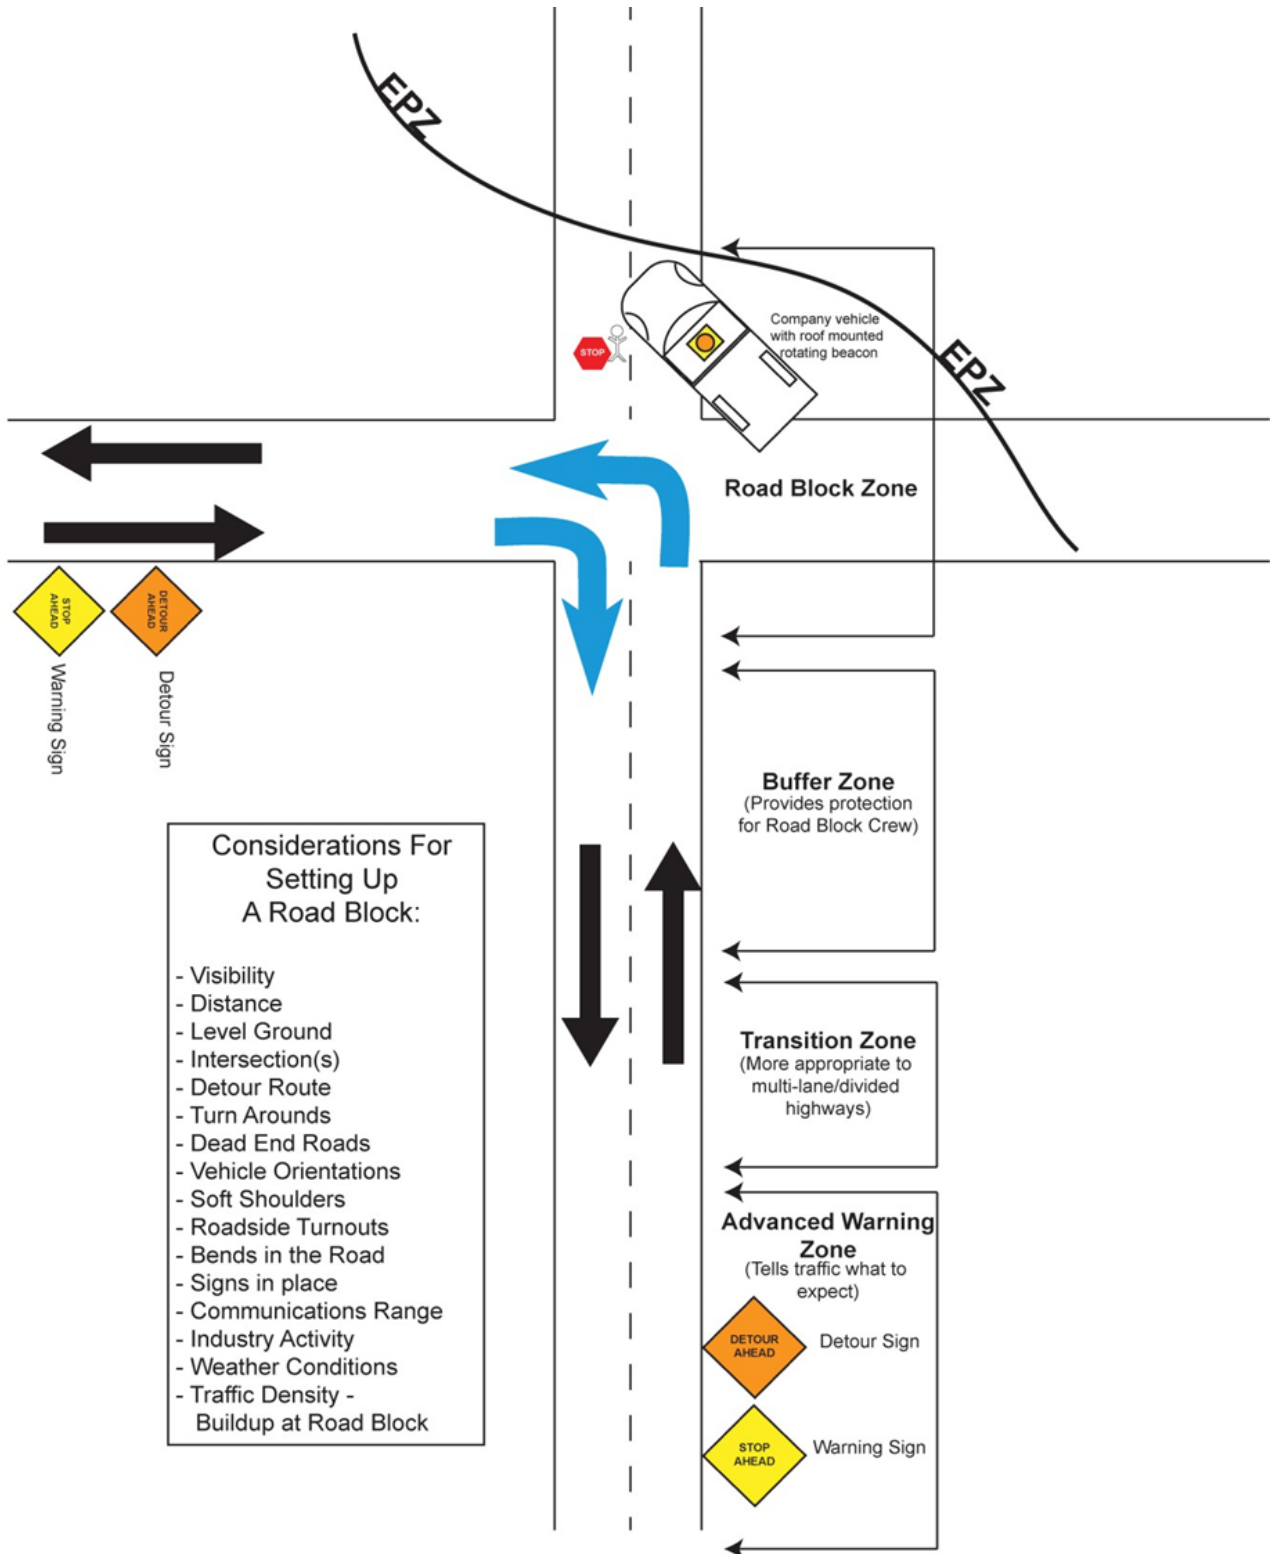 EPZ
Company vehicle
with roof mounted
rotating beacon
STOP
EPZ
Road Block Zone
STOP
AHEAD
DETOUR
AHEAD
Warning Sign
Detour Sign
Buffer Zone
(Provides protection
for Road Block Crew)
Considerations For
Setting Up
A Road Block:
- Visibility
- Distance
- Level Ground
- Intersection(s)
- Detour Route
- Turn Arounds
- Dead End Roads
- Vehicle Orientations
- Soft Shoulders
- Roadside Turnouts
- Bends in the Road
- Signs in place
- Communications Range
- Industry Activity
- Weather Conditions
- Traffic Density -
Buildup at Road Block
Transition Zone
(More appropriate to
multi-lane/divided
highways)
Advanced Warning
Zone
(Tells traffic what to
expect)
DETOUR
AHEAD
Detour Sign
STOP
AHEAD
Warning Sign